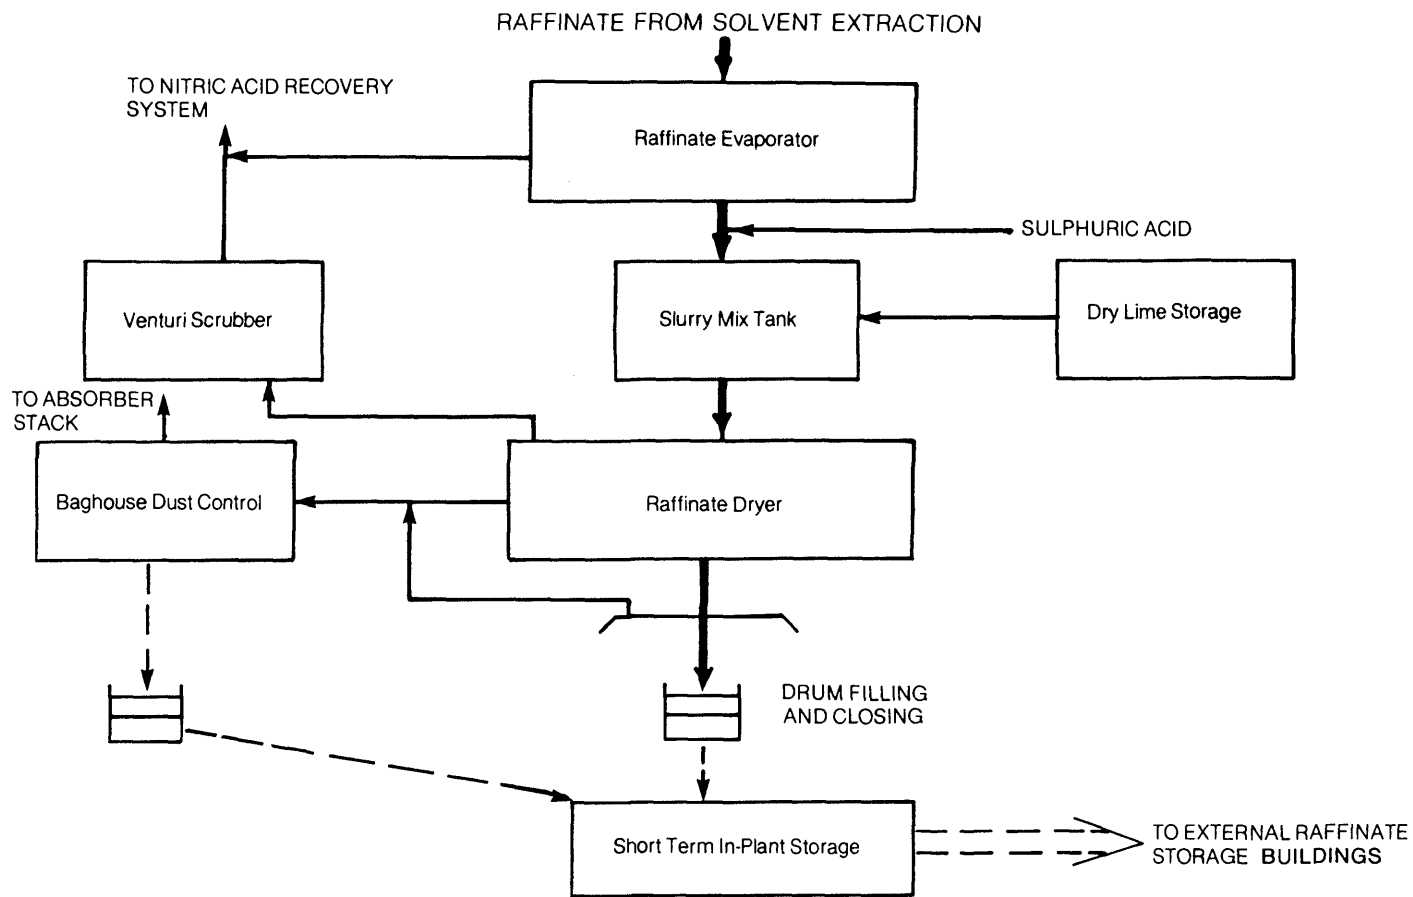 RAFFINATE FROM SOLVENT EXTRACTION
TO NITRIC ACID RECOVERY
SYSTEM
Raffinate Evaporator
SULPHURIC ACID
Venturi Scrubber
Slurry Mix Tank
Dry Lime Storage
TO ABSORBER
STACK
Baghouse Dust Control
Raffinate Dryer
DRUM FILLING
AND CLOSING
Short Term In-Plant Storage
TO EXTERNAL RAFFINATE
STORAGE BUILDINGS